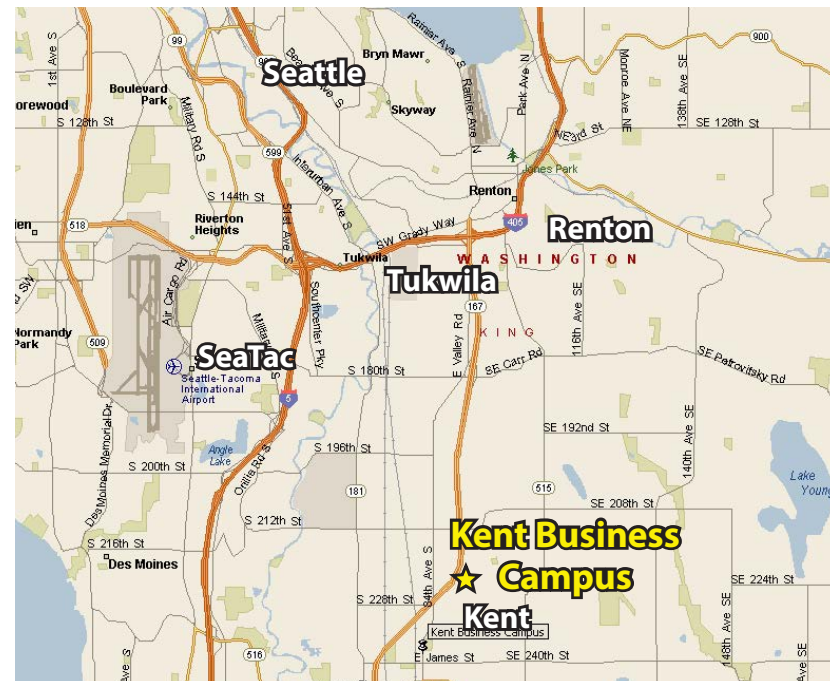 1st Ave S
99
Seattle
Bryn Mawr
Rainier Ave S
Rainier Ave N
Park Ave N
Monroe Ave NE
138th Ave SE
900
Boulevard
Park
orewood
Military Rd S
Skyway
S 128th St
NE3rd St
SE 128th St
599
Interurban Ave S
Jones Park
S 144th St
Renton
518
ien
Riverton
Heights
51st Ave S
SW Grady Way
405
Renton
Tukwila
WASHINGTON
Tukwila
Air Cargo Rd
Southcenter Pky
167
E Valley Rd
KING
116th Ave SE
Normandy
Park
509
SeaTac
Seattle-Tacoma
International
Airport
S 180th St
SE Carr Rd
SE Petrovitsky Rd
5
Des Moines Memorial Dr
Angle
Lake
Orillia Rd S
SE 192nd St
140th Ave SE
S 196th St
S 200th St
181
515
Lake
Young
SE 208th St
S 212th St
Kent Business
Campus
S 216th St
Des Moines
84th Ave S
SE 224th St
S 228th St
Kent
Kent Business Campus
148th Ave SE
516
E James St
SE 240th St